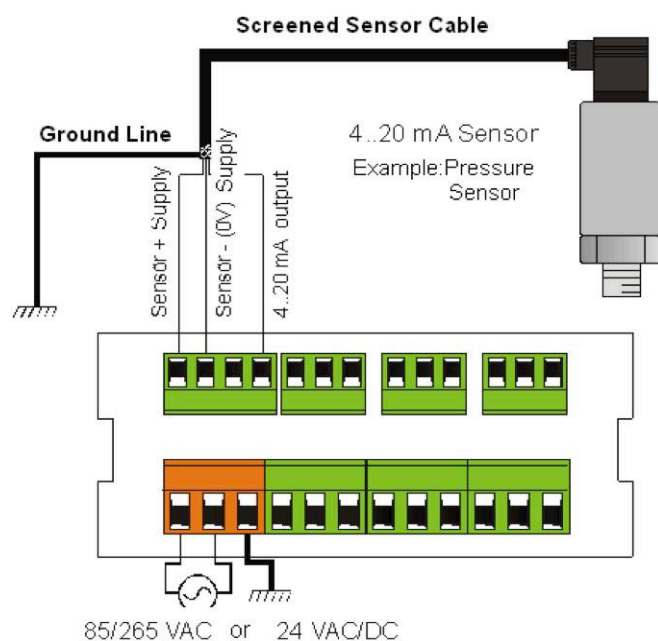 Screened Sensor Cable
Ground Line
4..20 mA Sensor
Example:Pressure
Sensor
Sensor + Supply
Sensor - (0V) Supply
4..20 mA output
85/265 VAC or 24 VAC/DC